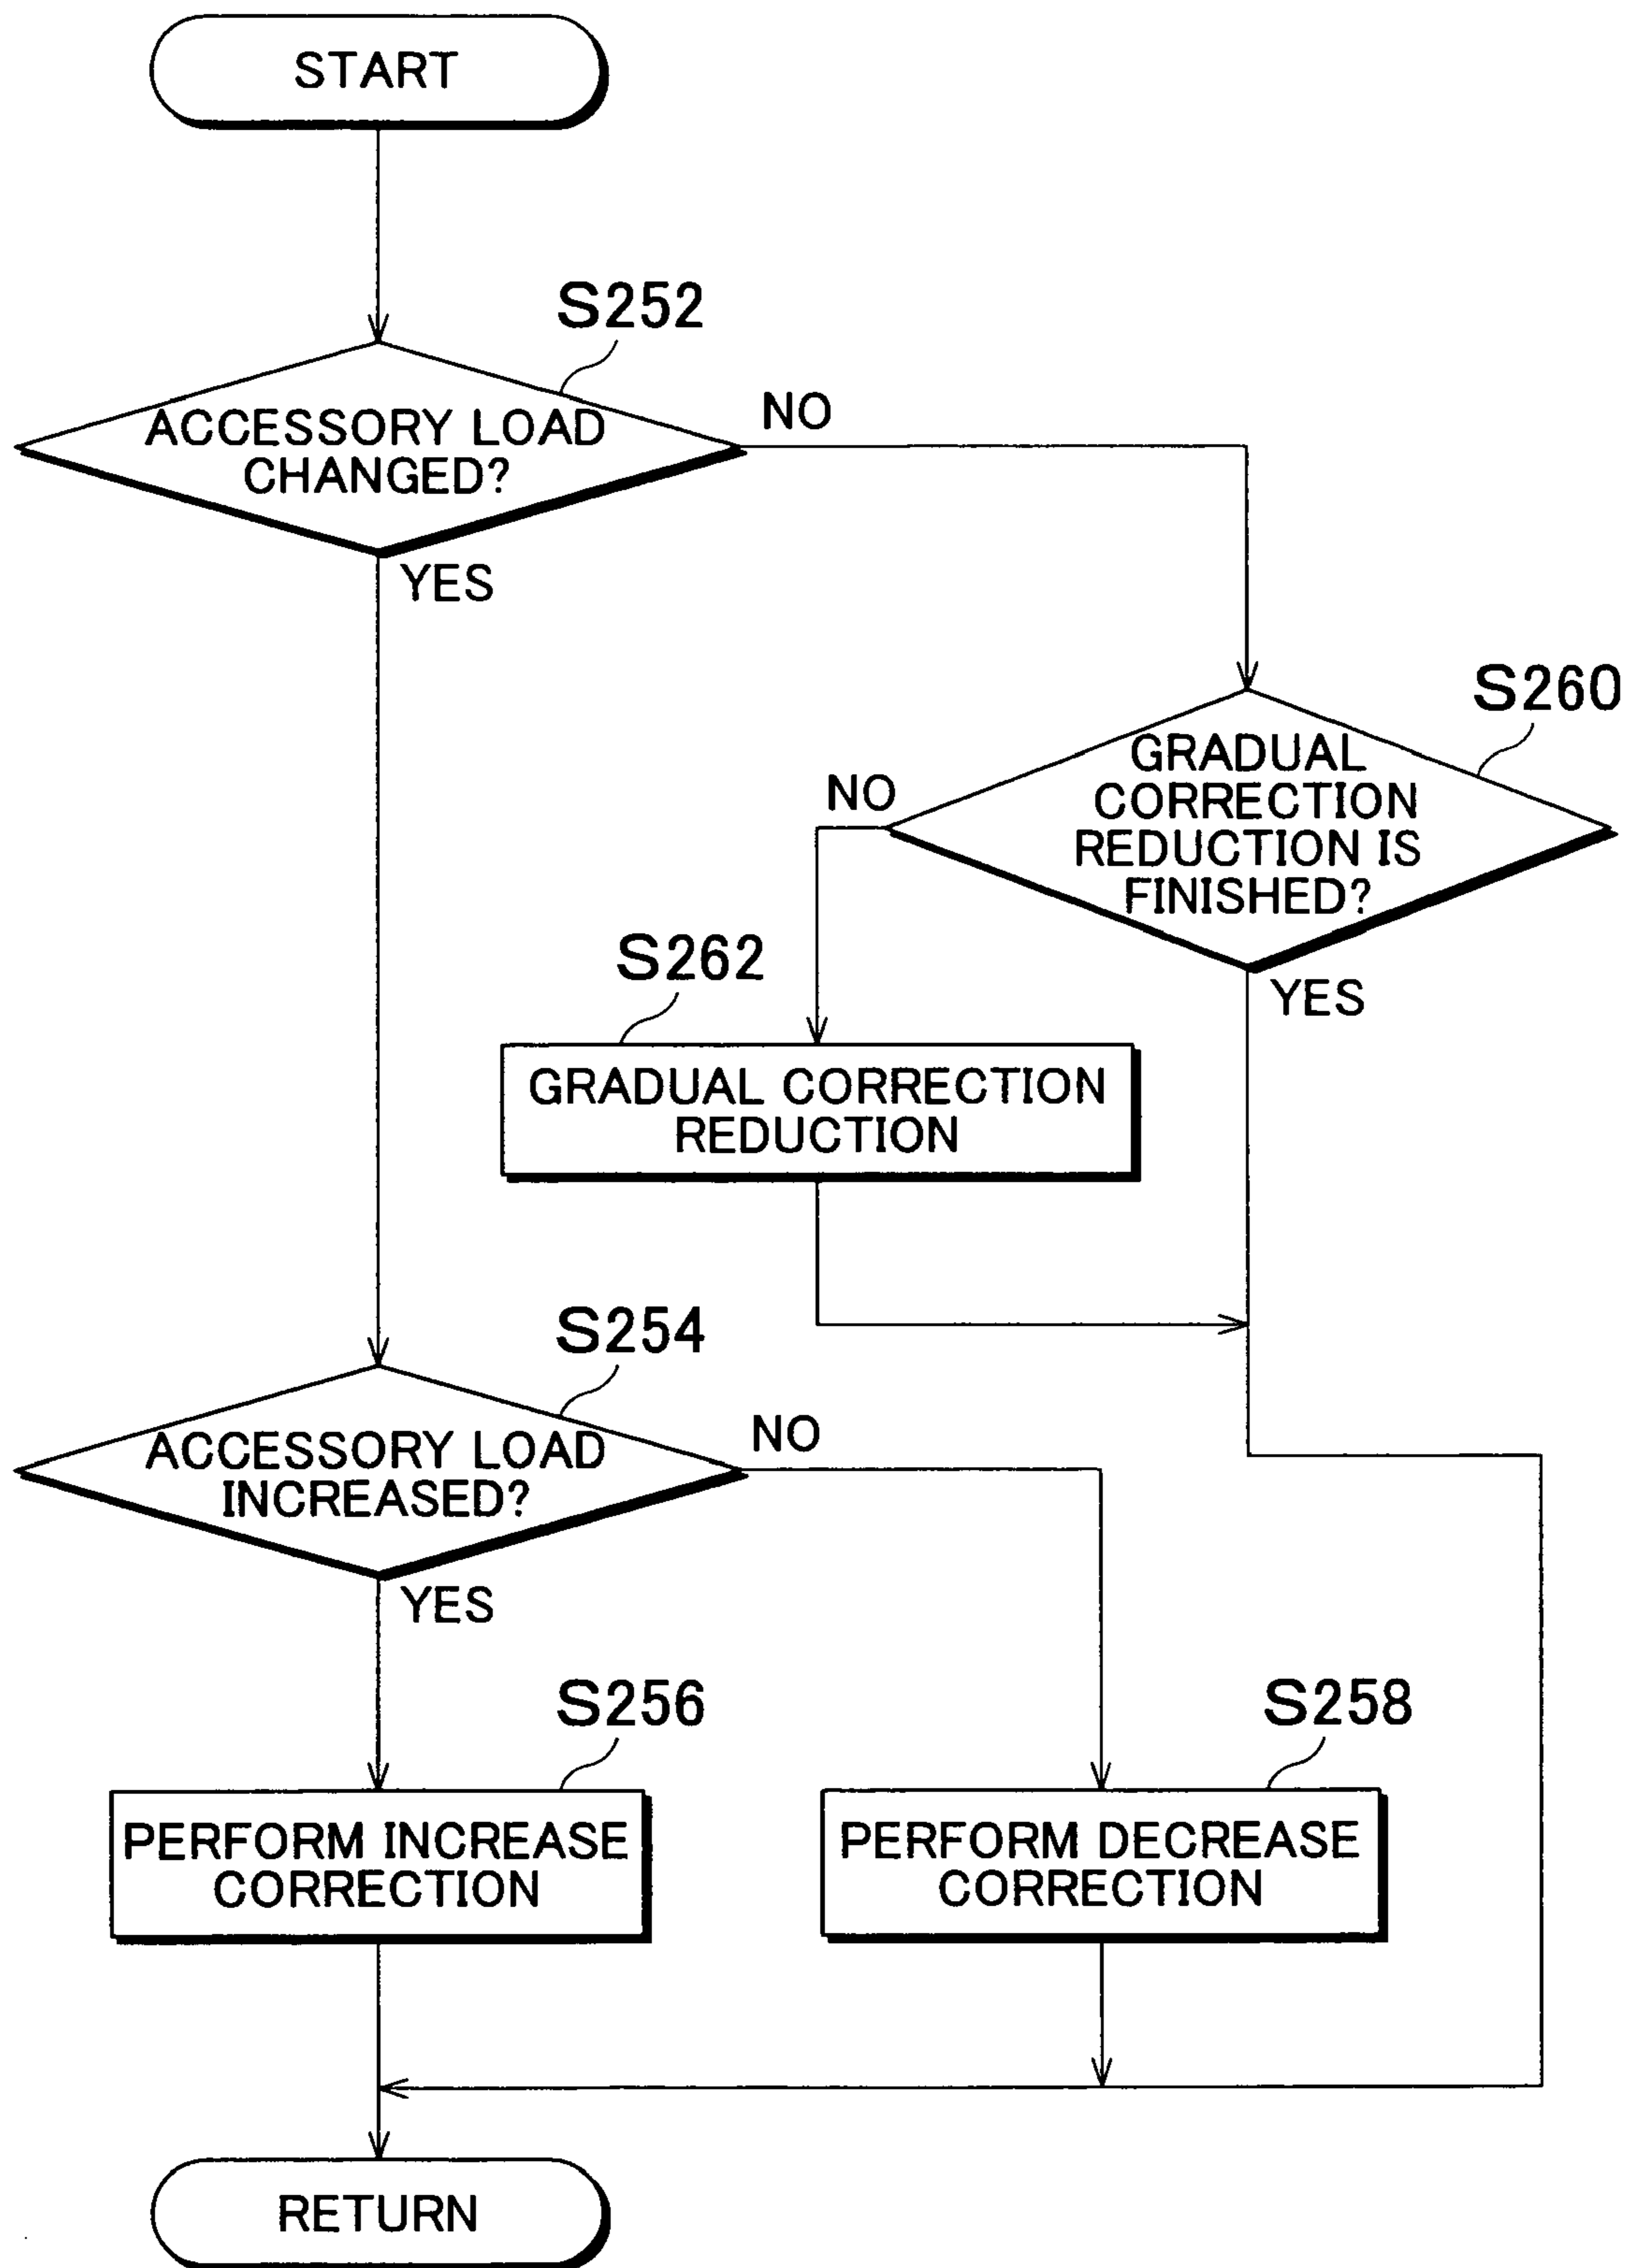 START
S252
ACCESSORY LOAD
CHANGED?
NO
YES
S260
GRADUAL
CORRECTION
REDUCTION IS
FINISHED?
NO
YES
S262
GRADUAL CORRECTION
REDUCTION
S254
ACCESSORY LOAD
INCREASED?
NO
YES
S256
PERFORM INCREASE
CORRECTION
S258
PERFORM DECREASE
CORRECTION
RETURN